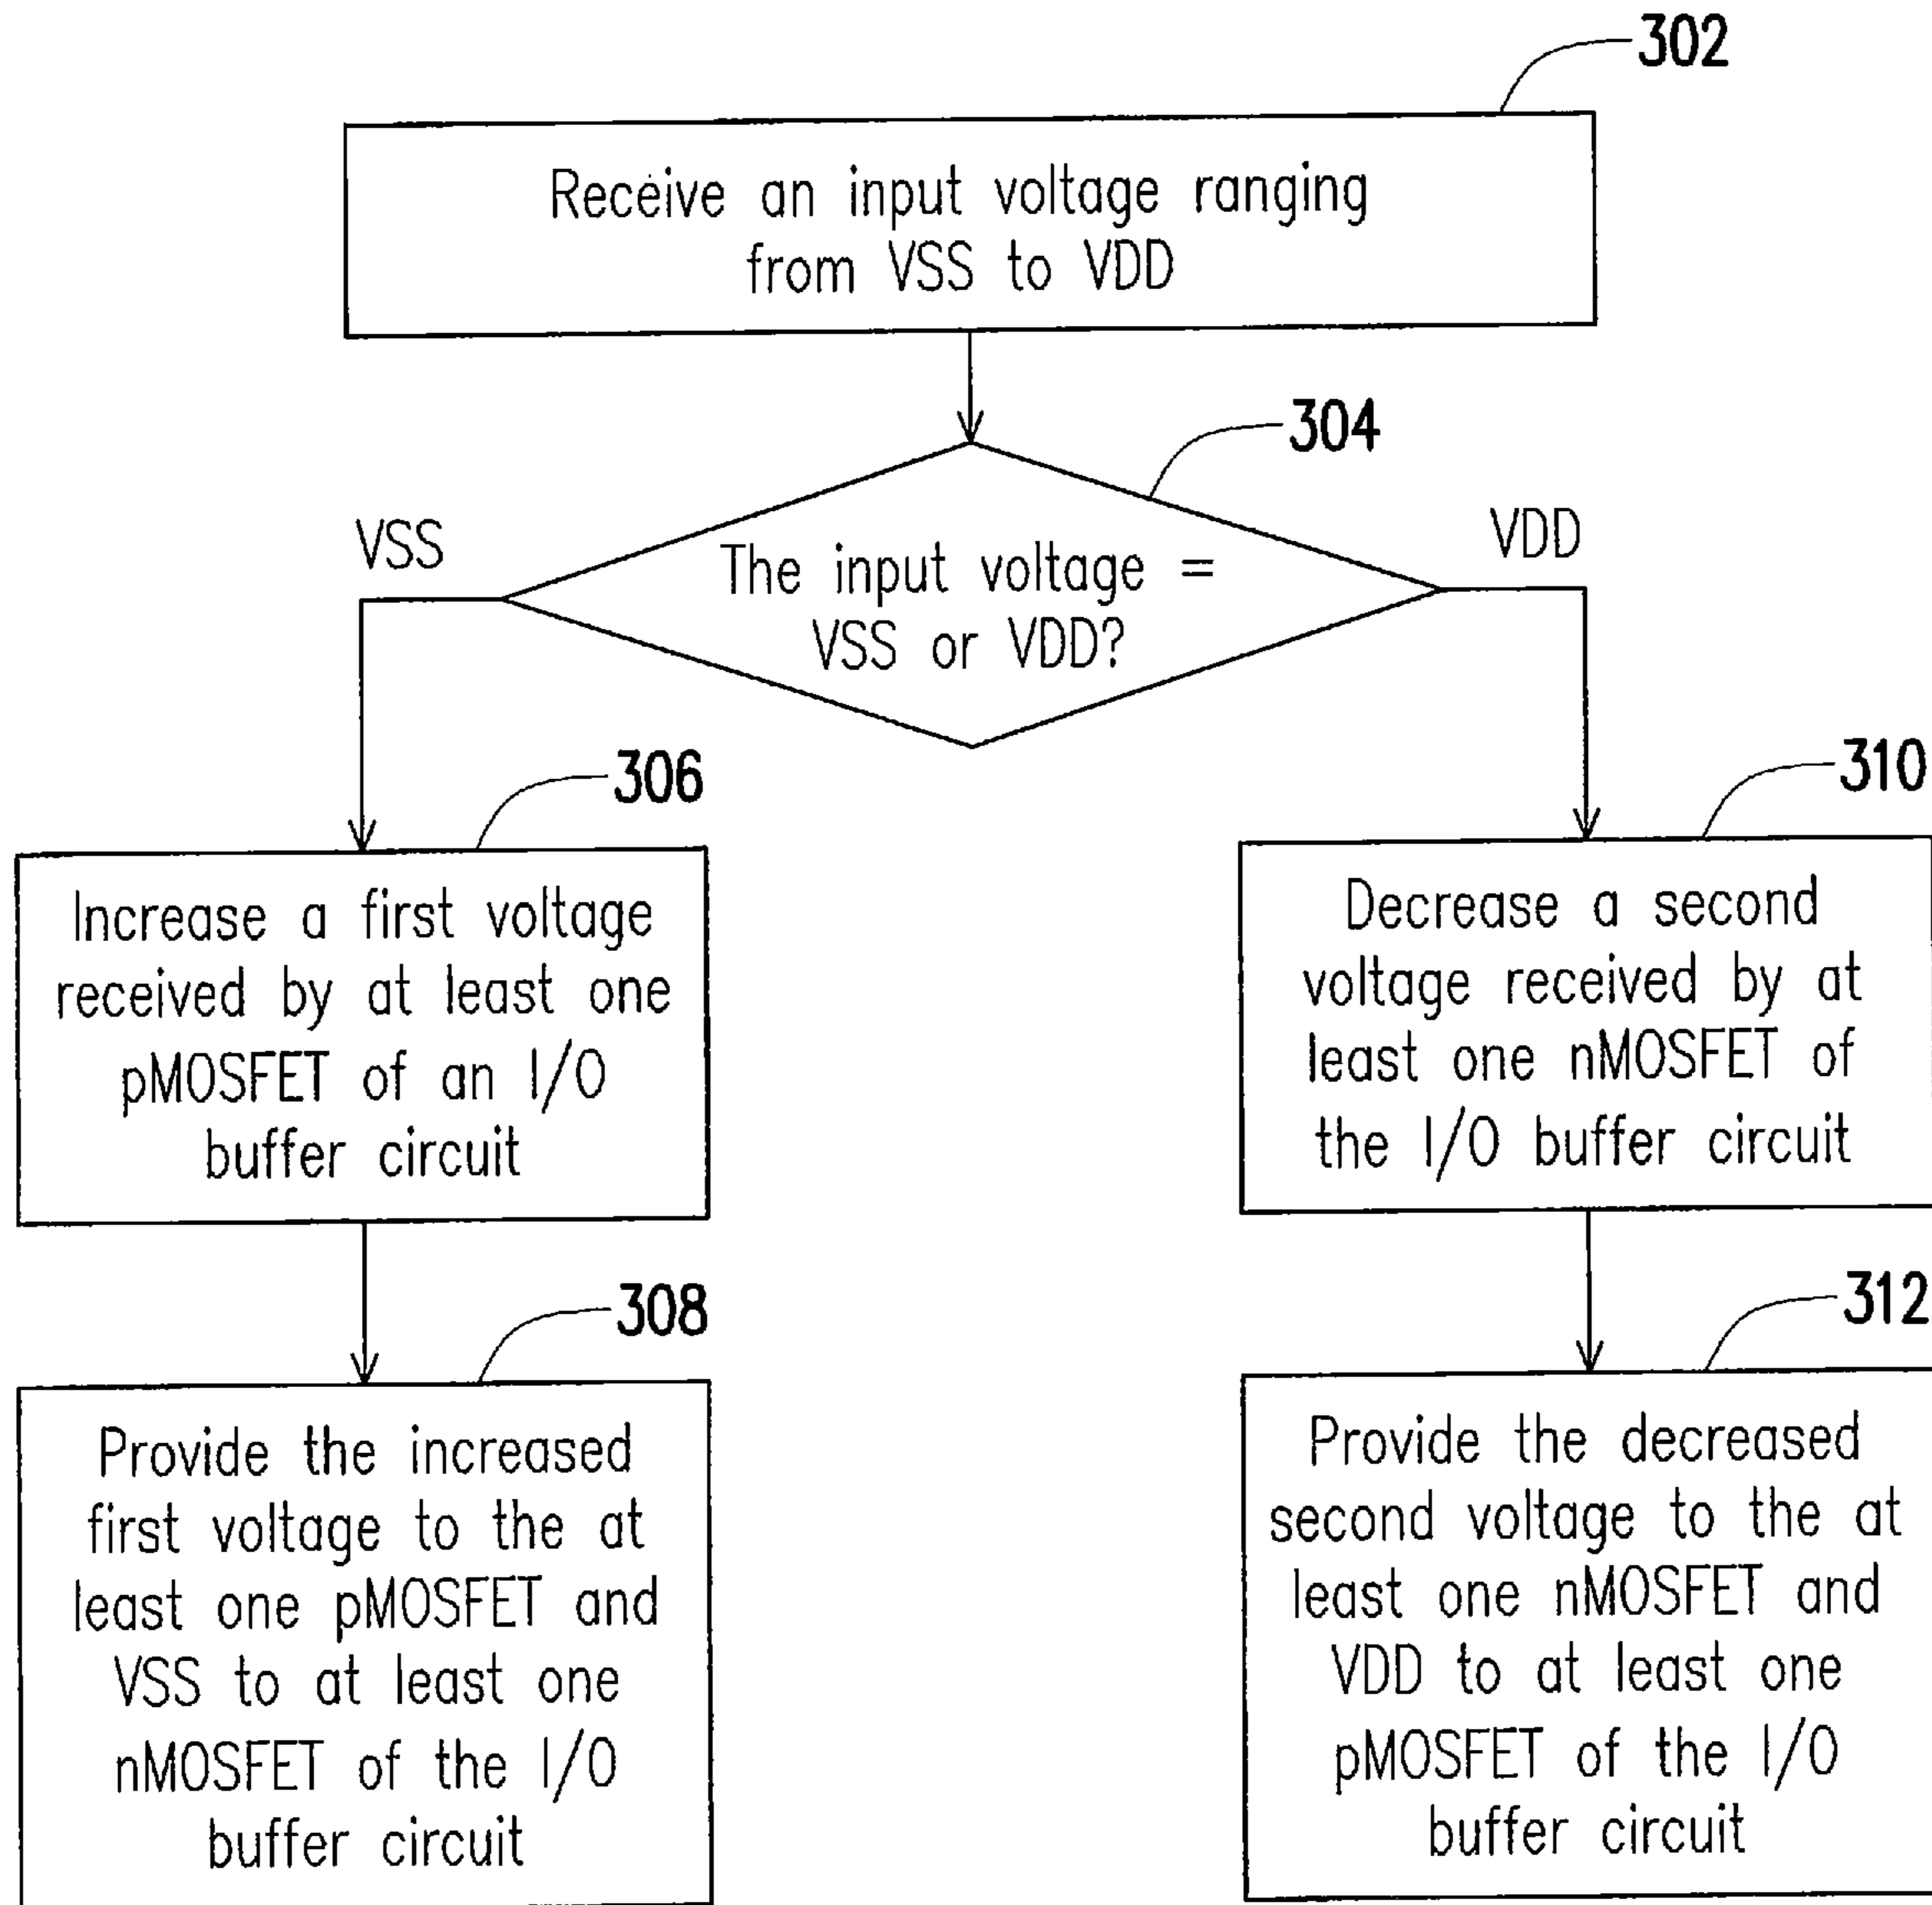 302
Receive an input voltage ranging
from VSS to VDD
304
VSS
VDD
The input voltage =
VSS or VDD?
306
Increase a first voltage
received by at least one
pMOSFET of an I/O
buffer circuit
310
Decrease a second
voltage received by at
least one nMOSFET of
the I/O buffer circuit
308
Provide the increased
first voltage to the at
least one pMOSFET and
VSS to at least one
nMOSFET of the I/O
buffer circuit
312
Provide the decreased
second voltage to the at
least one nMOSFET and
VDD to at least one
pMOSFET of the I/O
buffer circuit